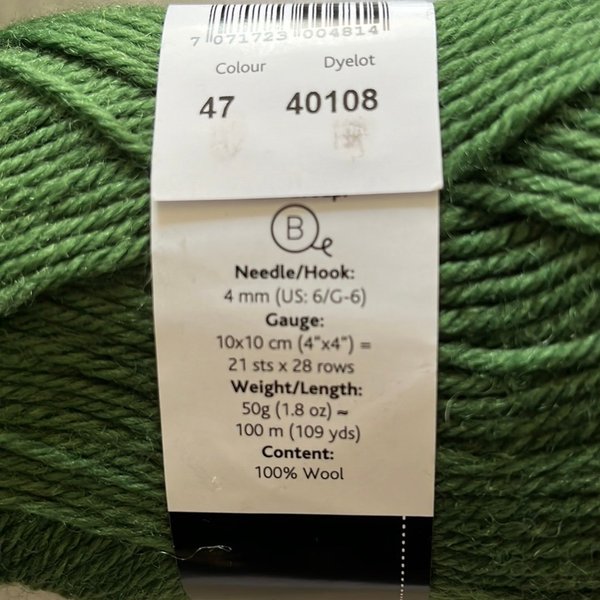 7 071723 004814
Colour Dyelot
47 40108
B
Needle/Hook:
4 mm (US: 6/G-6)
Gauge:
10x10 cm (4"x4") =
21 sts x 28 rows
Weight/Length:
50g (1.8 oz) ~
100 m (109 yds)
Content:
100% Wool